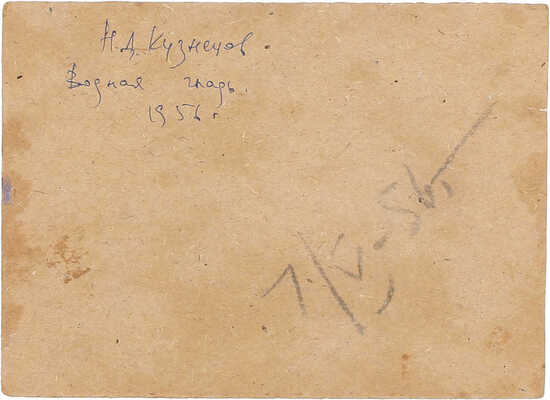 Н.Д. Кузнецов.
Водная гладь.
1956 г.